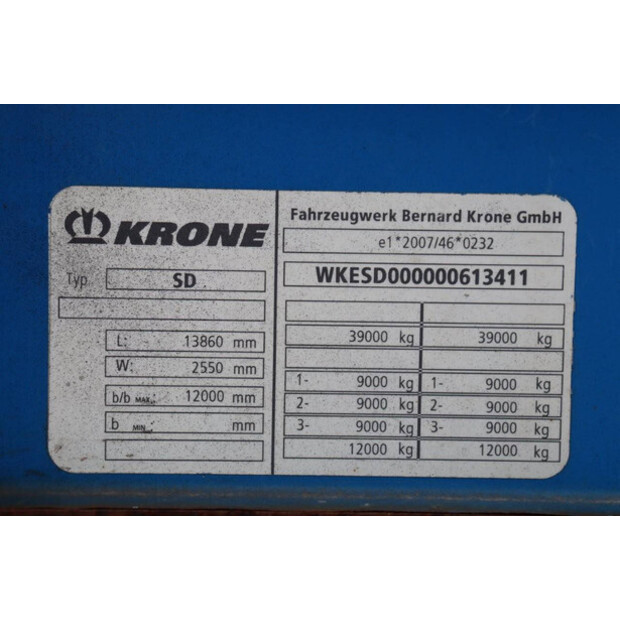 KRONE
Typ SD
L: 13860 mm
W: 2550 mm
b/b MAX.: 12000 mm
b MIN.: mm
Fahrzeugwerk Bernard Krone GmbH
e1*2007/46*0232
WKESD000000613411
39000 kg 39000 kg
1- 9000 kg 1- 9000 kg
2- 9000 kg 2- 9000 kg
3- 9000 kg 3- 9000 kg
12000 kg 12000 kg